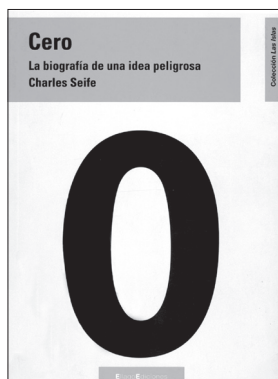 Cero
La biografía de una idea peligrosa
Charles Seife
Colección Las Islas
0